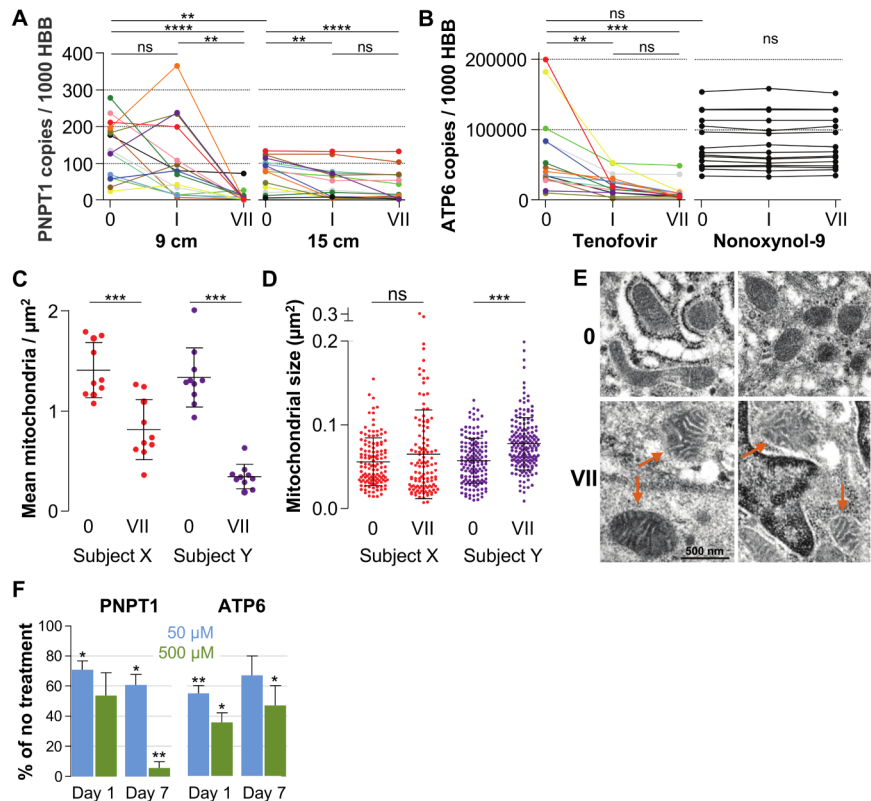 A
PNPT1 copies / 1000 HBB
**
****
ns
**
****
**
ns
400
300
200
100
0
0
I
VII
0
I
VII
9 cm
15 cm
B
ATP6 copies / 1000 HBB
ns
***
**
ns
ns
200000
100000
0
0
I
VII
0
I
VII
Tenofovir
Nonoxynol-9
C
Mean mitochondria / µm2
***
***
2
1
0
0
VII
0
VII
Subject X
Subject Y
D
Mitochondrial size (µm2)
ns
***
0.3
0.2
0.1
0.0
0
VII
0
VII
Subject X
Subject Y
E
0
VII
500 nm
F
PNPT1
ATP6
50 µM
500 µM
% of no treatment
100
80
60
40
20
0
*
*
**
**
*
*
Day 1
Day 7
Day 1
Day 7